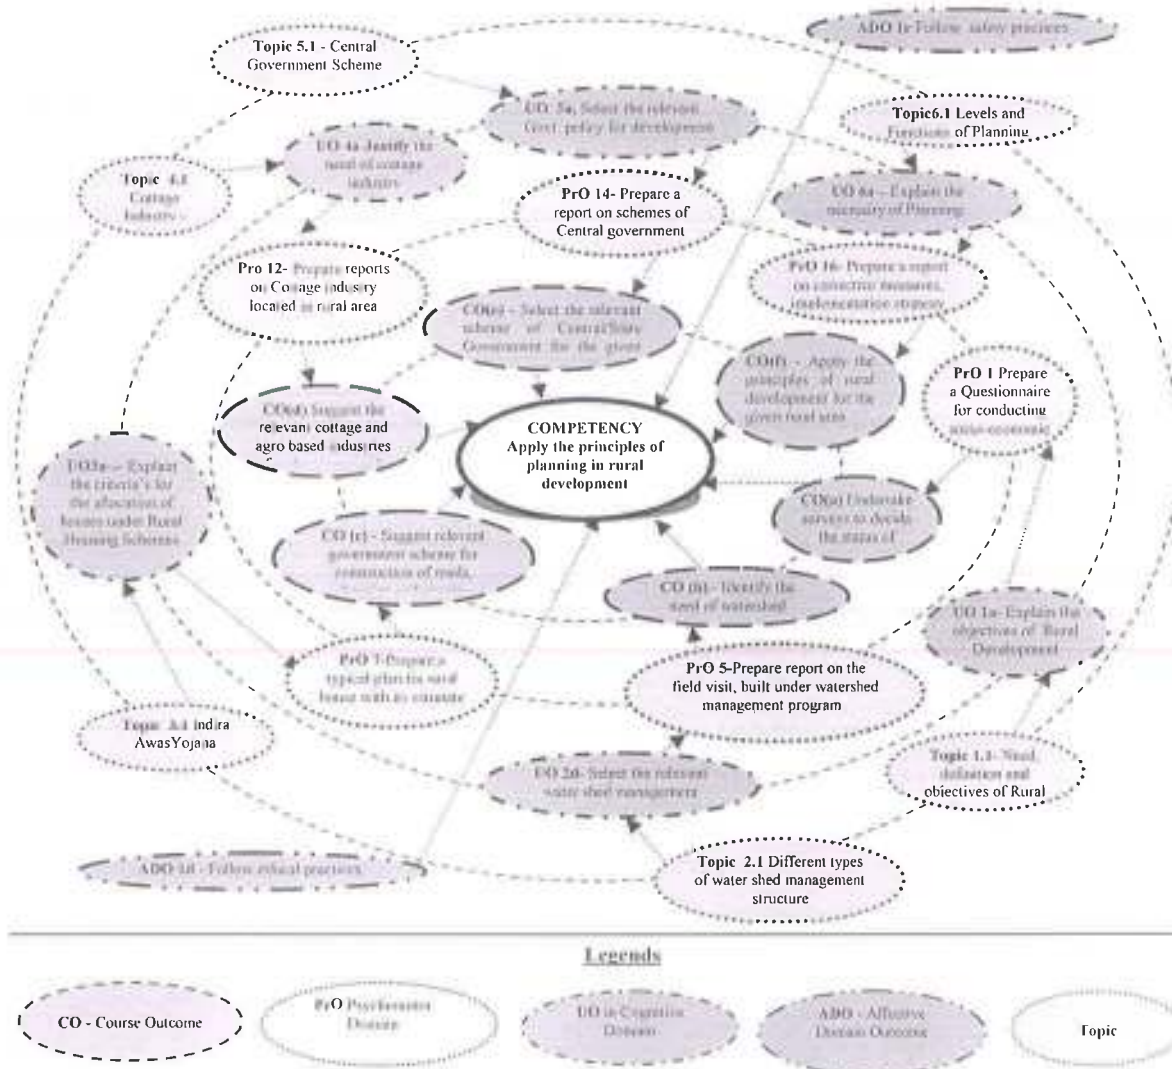 ADO 1c Follow safety practices
Topic 5.1 - Central
Government Scheme
UO 5a. Select the relevant
Govt. policy for development
Topic6.1 Levels and
Functions of Planning
UO 4a Justify the
need of cottage
industry
Topic 4.1
Cottage
Industry -
PrO 14- Prepare a
report on schemes of
Central government
UO 6a - Explain the
necessity of Planning
Pro 12- Prepare reports
on Cottage industry
located in rural area
PrO 16- Prepare a report
on corrective measures,
implementation strategy
CO(e) - Select the relevant
scheme of Central/State
Government for the given
CO(f) - Apply the
principles of rural
development for the
given rural area
PrO 1 Prepare
a Questionnaire
for conducting
socio-economic
CO(d) Suggest the
relevant cottage and
agro based industries
COMPETENCY
Apply the principles of
planning in rural
development
UO3a - Explain
the criteria's for
the allocation of
houses under Rural
Housing Schemes
CO(a) Undertake
surveys to decide
the status of
CO (c) - Suggest relevant
government scheme for
construction of roads,
CO (b)- Identify the
need of watershed
UO 1a- Explain the
objectives of Rural
Development
PrO 7-Prepare a
typical plan for rural
house with its estimate
PrO 5-Prepare report on the
field visit, built under watershed
management program
Topic 3.1 Indira
AwasYojana
Topic 1.1- Need,
definition and
objectives of Rural
UO 2d- Select the relevant
water shed management
ADO - Follow ethical practices
Topic 2.1 Different types
of water shed management
structure
Legends
CO - Course Outcome
PrO Psychomotor
Domain
UO in Cognitive
Domain
ADO - Affective
Domain Outcome
Topic